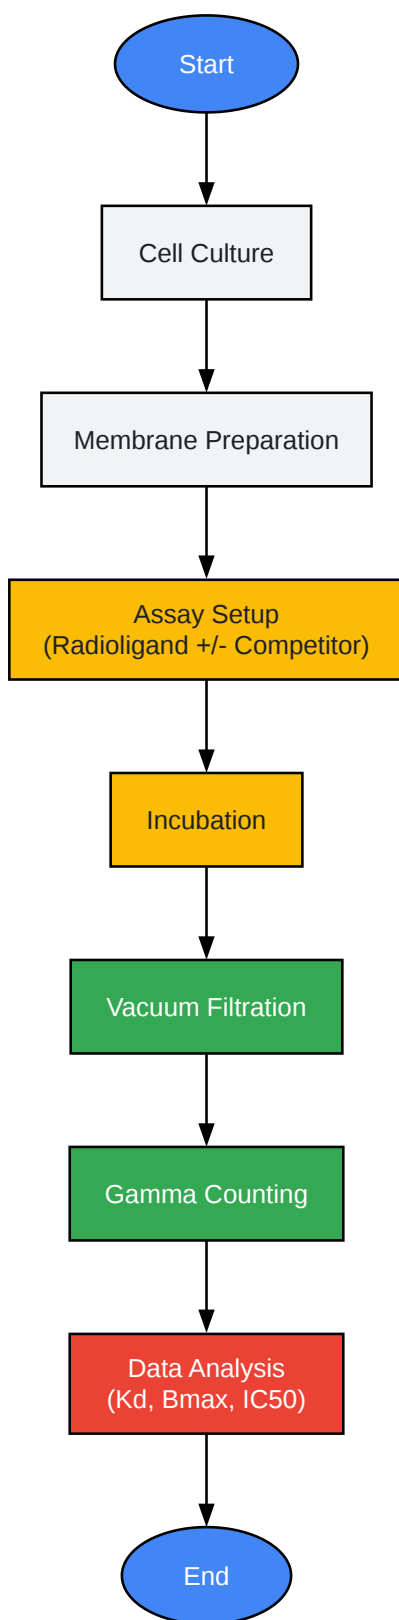 Start
Cell Culture
Membrane Preparation
Assay Setup
(Radioligand +/- Competitor)
Incubation
Vacuum Filtration
Gamma Counting
Data Analysis
(Kd, Bmax, IC50)
End